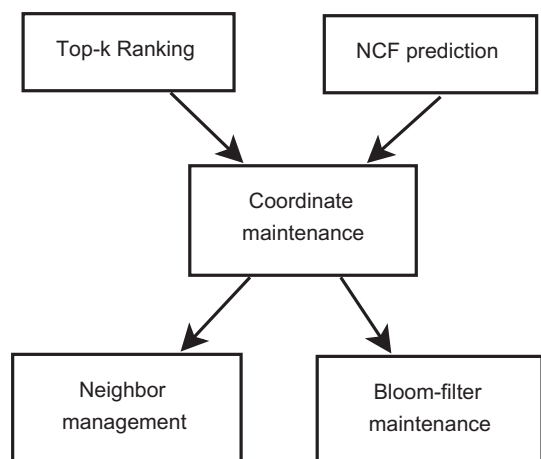 Top-k Ranking
NCF prediction
Coordinate
maintenance
Neighbor
management
Bloom-filter
maintenance